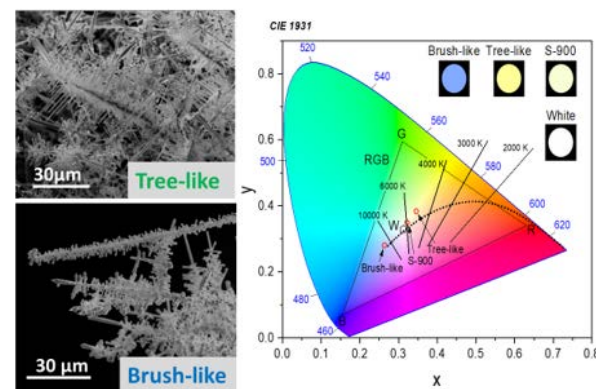 30μm
Tree-like
30 μm
Brush-like
CIE 1931
Brush-like Tree-like S-900
White
520
540
560
580
600
620
500
480
460
G
RGB
3000 K
2000 K
4000 K
6000 K
10000 K
W
R
B
Tree-like
S-900
Brush-like
y
0.8
0.6
0.4
0.2
0.0
0.0 0.1 0.2 0.3 0.4 0.5 0.6 0.7 0.8
X